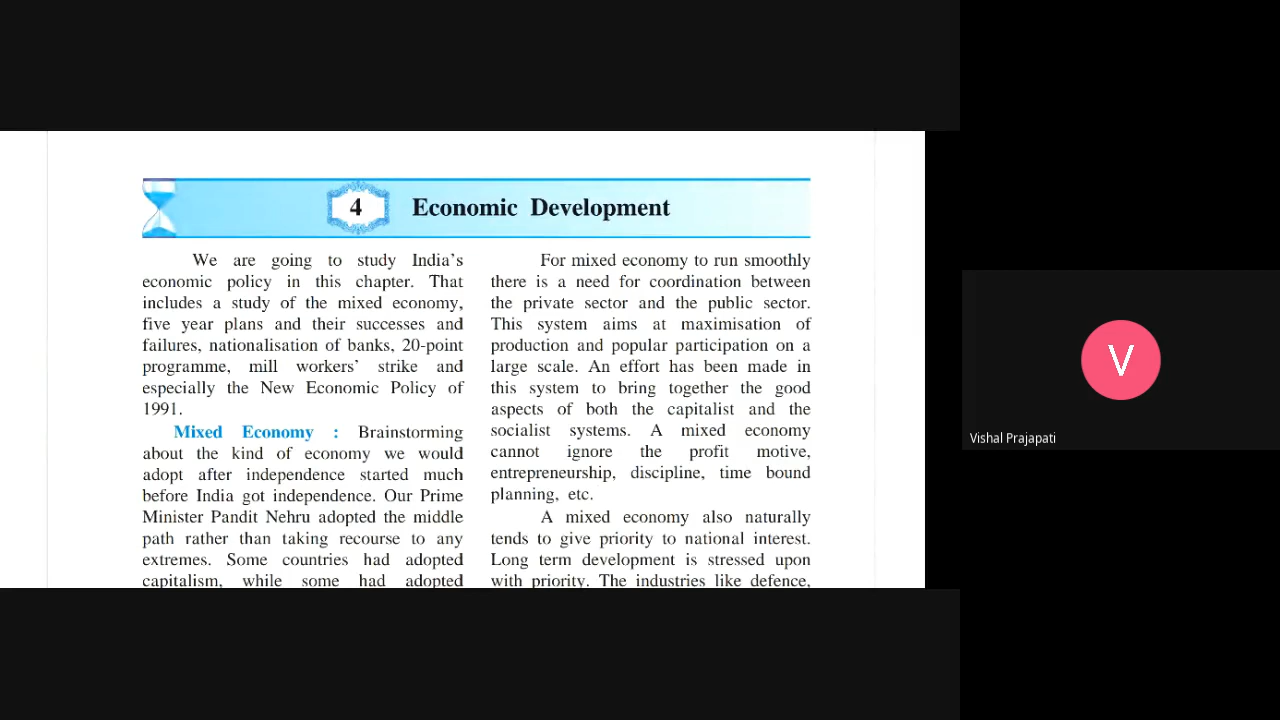 4 Economic Development
We are going to study India's
economic policy in this chapter. That
includes a study of the mixed economy,
five year plans and their successes and
failures, nationalisation of banks, 20-point
programme, mill workers' strike and
especially the New Economic Policy of
1991.
Mixed Economy : Brainstorming
about the kind of economy we would
adopt after independence started much
before India got independence. Our Prime
Minister Pandit Nehru adopted the middle
path rather than taking recourse to any
extremes. Some countries had adopted
capitalism, while some had adopted
For mixed economy to run smoothly
there is a need for coordination between
the private sector and the public sector.
This system aims at maximisation of
production and popular participation on a
large scale. An effort has been made in
this system to bring together the good
aspects of both the capitalist and the
socialist systems. A mixed economy
cannot ignore the profit motive,
entrepreneurship, discipline, time bound
planning, etc.
A mixed economy also naturally
tends to give priority to national interest.
Long term development is stressed upon
with priority. The industries like defence,
V
Vishal Prajapati